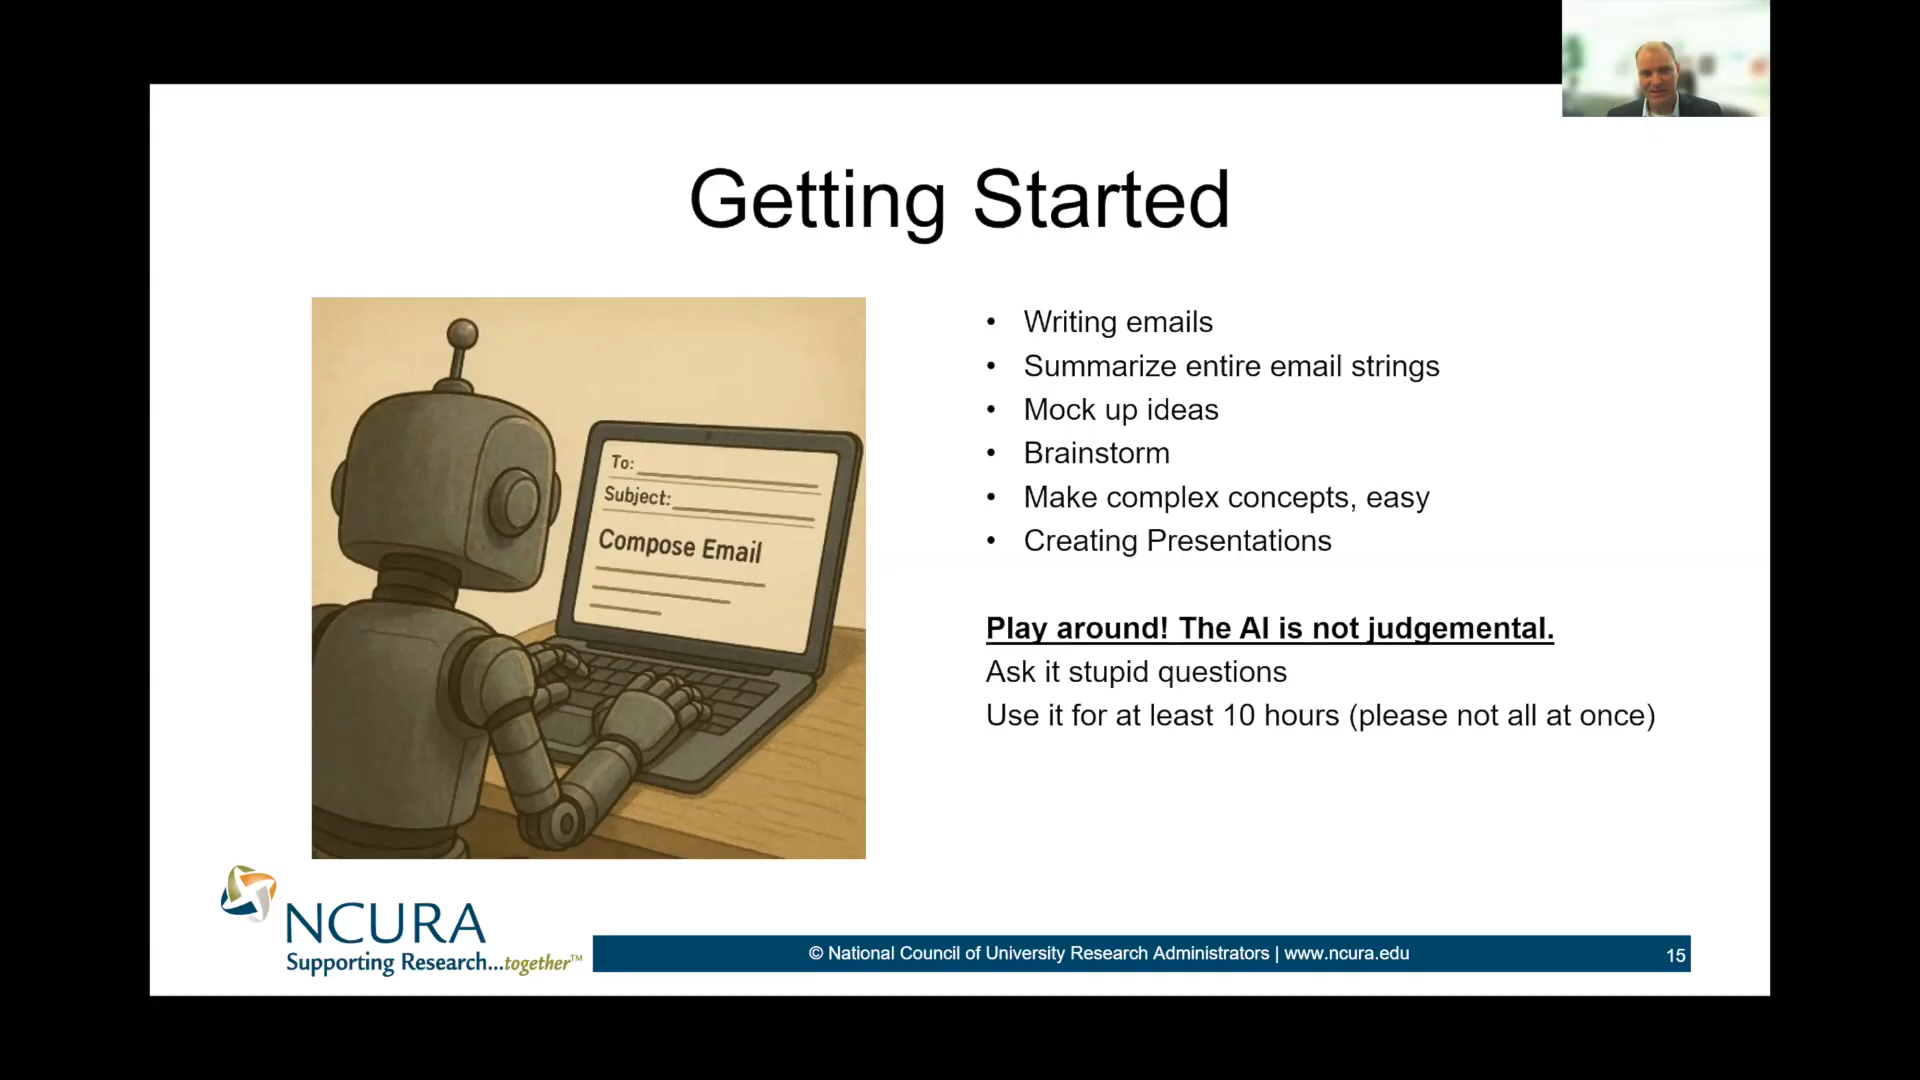 Getting Started
To:
Subject:
Compose Email
• Writing emails
• Summarize entire email strings
• Mock up ideas
• Brainstorm
• Make complex concepts, easy
• Creating Presentations
Play around! The AI is not judgemental.
Ask it stupid questions
Use it for at least 10 hours (please not all at once)
NCURA
Supporting Research...together™
© National Council of University Research Administrators | www.ncura.edu
15